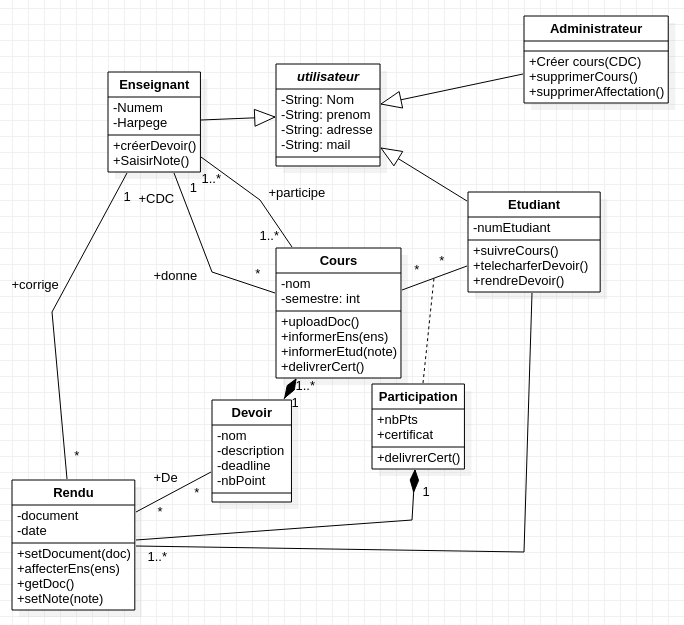 Administrateur
+Créer cours(CDC)
+supprimerCours()
+supprimerAffectation()
utilisateur
-String: Nom
-String: prenom
-String: adresse
-String: mail
Enseignant
-Numem
-Harpege
+créerDevoir()
+SaisirNote()
1
+CDC
1
1..*
+participe
1..*
Etudiant
-numEtudiant
+suivreCours()
+telecharferDevoir()
+rendreDevoir()
+corrige
+donne
*
Cours
-nom
-semestre: int
+uploadDoc()
+informerEns(ens)
+informerEtud(note)
+delivrerCert()
*
*
1..*
1
Devoir
-nom
-description
-deadline
-nbPoint
Participation
+nbPts
+certificat
+delivrerCert()
1
*
+De
*
*
Rendu
-document
-date
+setDocument(doc)
+affecterEns(ens)
+getDoc()
+setNote(note)
1..*